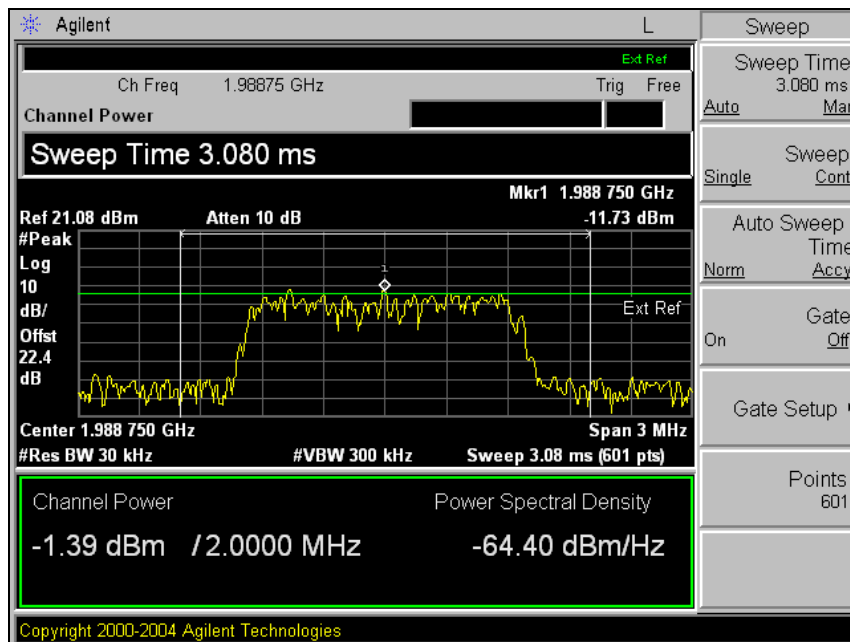 Agilent L
Ext Ref
Ch Freq 1.98875 GHz Trig Free
Channel Power
Sweep Time 3.080 ms
Mkr1 1.988 750 GHz
Ref 21.08 dBm Atten 10 dB -11.73 dBm
#Peak
Log
10
dB/
Offst
22.4
dB
1
Ext Ref
Center 1.988 750 GHz Span 3 MHz
#Res BW 30 kHz #VBW 300 kHz Sweep 3.08 ms (601 pts)
Channel Power Power Spectral Density
-1.39 dBm / 2.0000 MHz -64.40 dBm/Hz
Copyright 2000-2004 Agilent Technologies
Sweep
Sweep Time
3.080 ms
Auto Mar
Sweep
Single Cont
Auto Sweep
Time
Norm Accy
Gate
On Off
Gate Setup
Points
601